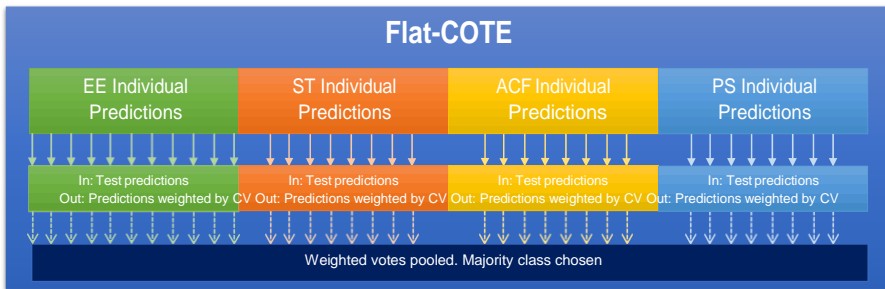 Flat-COTE
EE Individual
Predictions
ST Individual
Predictions
ACF Individual
Predictions
PS Individual
Predictions
In: Test predictions
Out: Predictions weighted by CV
In: Test predictions
Out: Predictions weighted by CV
In: Test predictions
Out: Predictions weighted by CV
In: Test predictions
Out: Predictions weighted by CV
Weighted votes pooled. Majority class chosen